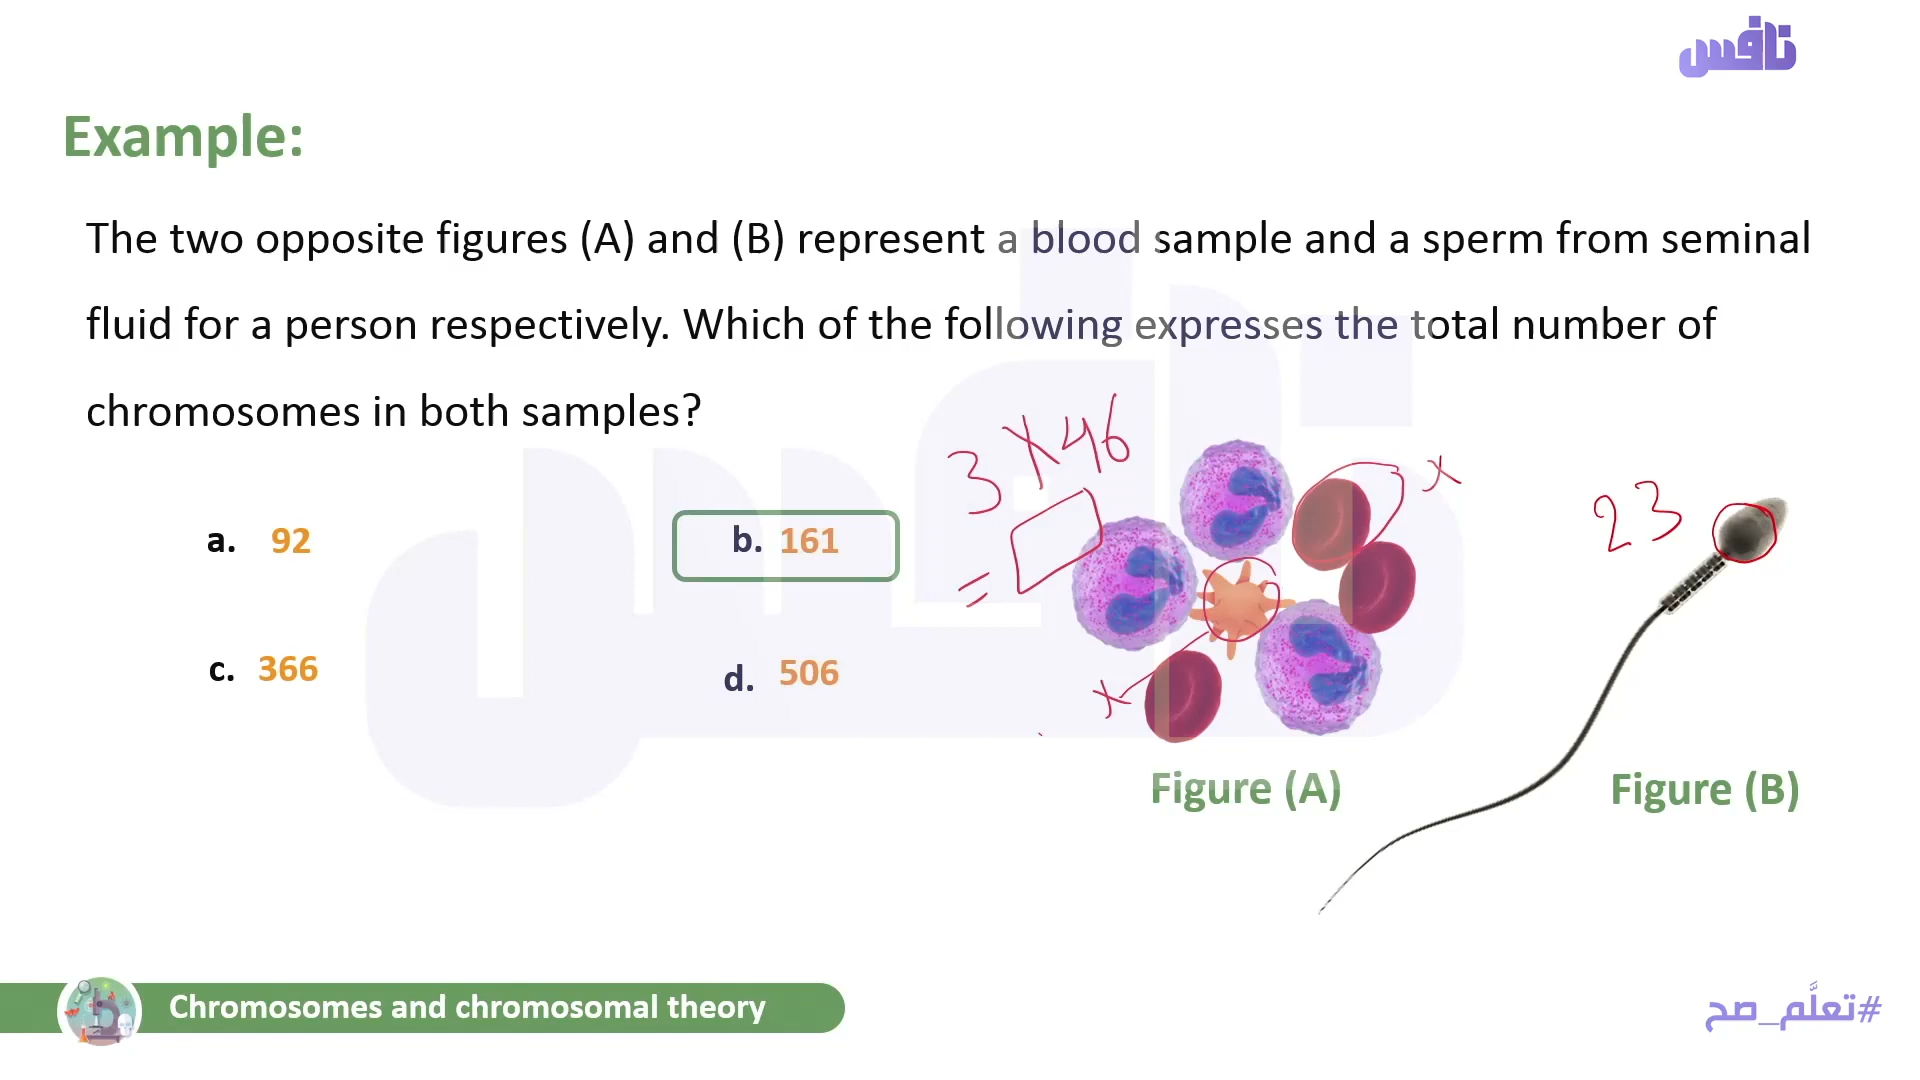 نافس
Example:
The two opposite figures (A) and (B) represent a blood sample and a sperm from seminal
fluid for a person respectively. Which of the following expresses the total number of
chromosomes in both samples?
a. 92
b. 161
c. 366
d. 506
3 x 46
=
x
x
23
Figure (A)
Figure (B)
Chromosomes and chromosomal theory
#تعلَّم_صح